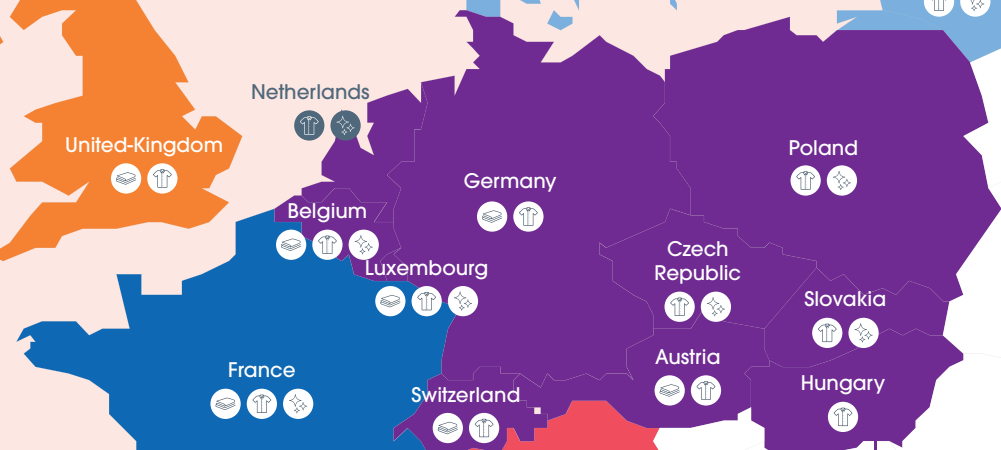 Netherlands
United-Kingdom
Poland
Germany
Belgium
Czech
Republic
Luxembourg
Slovakia
Austria
France
Hungary
Switzerland